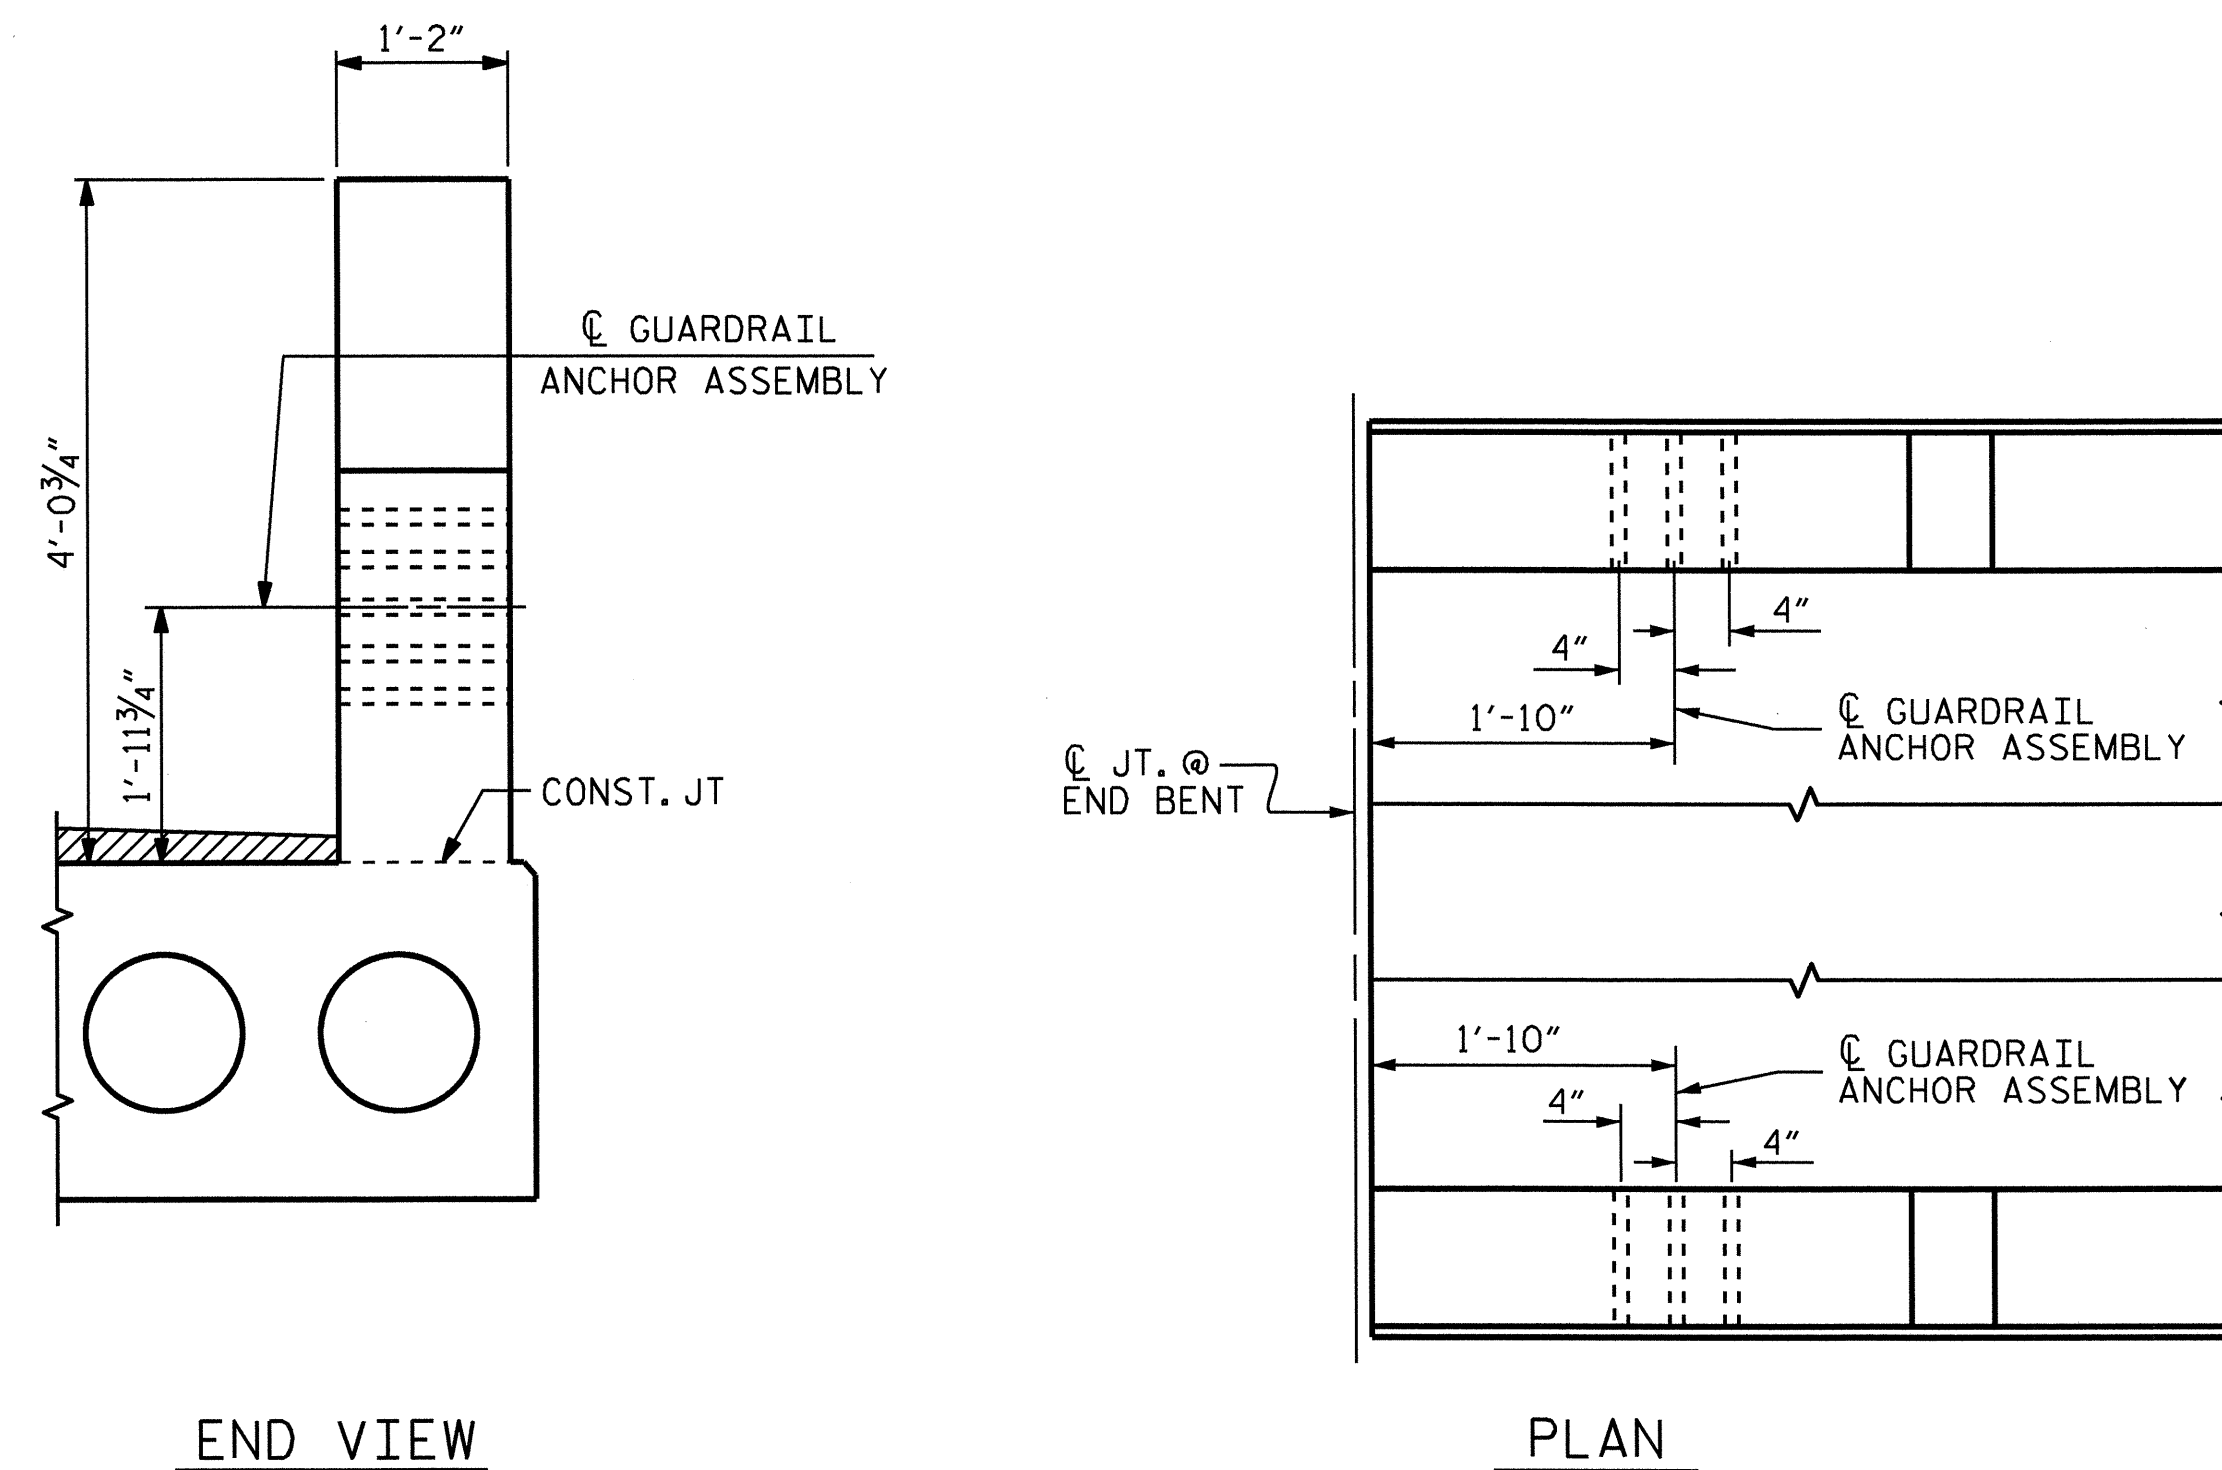 1'-2"
℄ GUARDRAIL
ANCHOR ASSEMBLY
4'-0¾"
1'-11¾"
CONST. JT
END VIEW
4"
4"
1'-10"
℄ GUARDRAIL
ANCHOR ASSEMBLY
℄ JT. @
END BENT
1'-10"
℄ GUARDRAIL
ANCHOR ASSEMBLY
4"
4"
PLAN